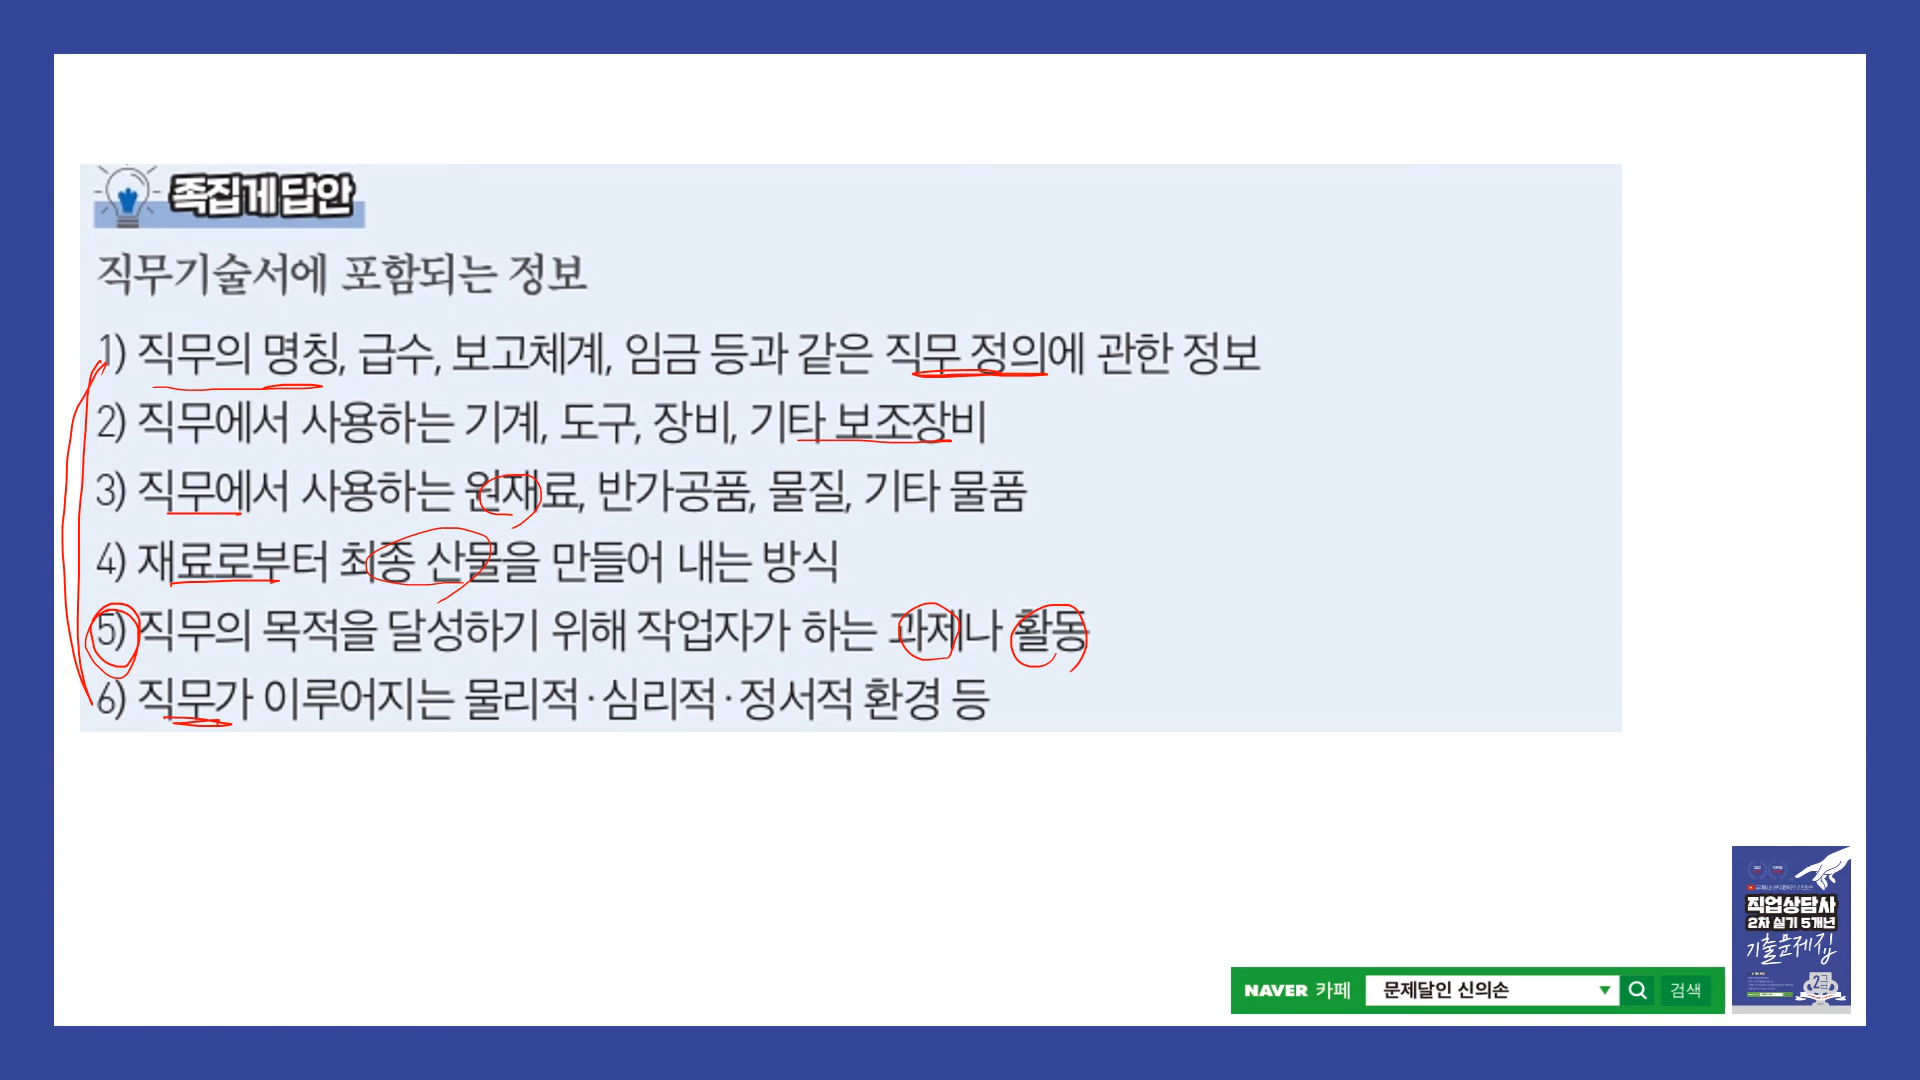 족집게 답안
직무기술서에 포함되는 정보
1) 직무의 명칭, 급수, 보고체계, 임금 등과 같은 직무 정의에 관한 정보
2) 직무에서 사용하는 기계, 도구, 장비, 기타 보조장비
3) 직무에서 사용하는 원재료, 반가공품, 물질, 기타 물품
4) 재료로부터 최종 산물을 만들어 내는 방식
5) 직무의 목적을 달성하기 위해 작업자가 하는 과제나 활동
6) 직무가 이루어지는 물리적·심리적·정서적 환경 등
직업상담사
2차 실기 5개년
기출문제집
2급
NAVER 카페 문제달인 신의손 검색